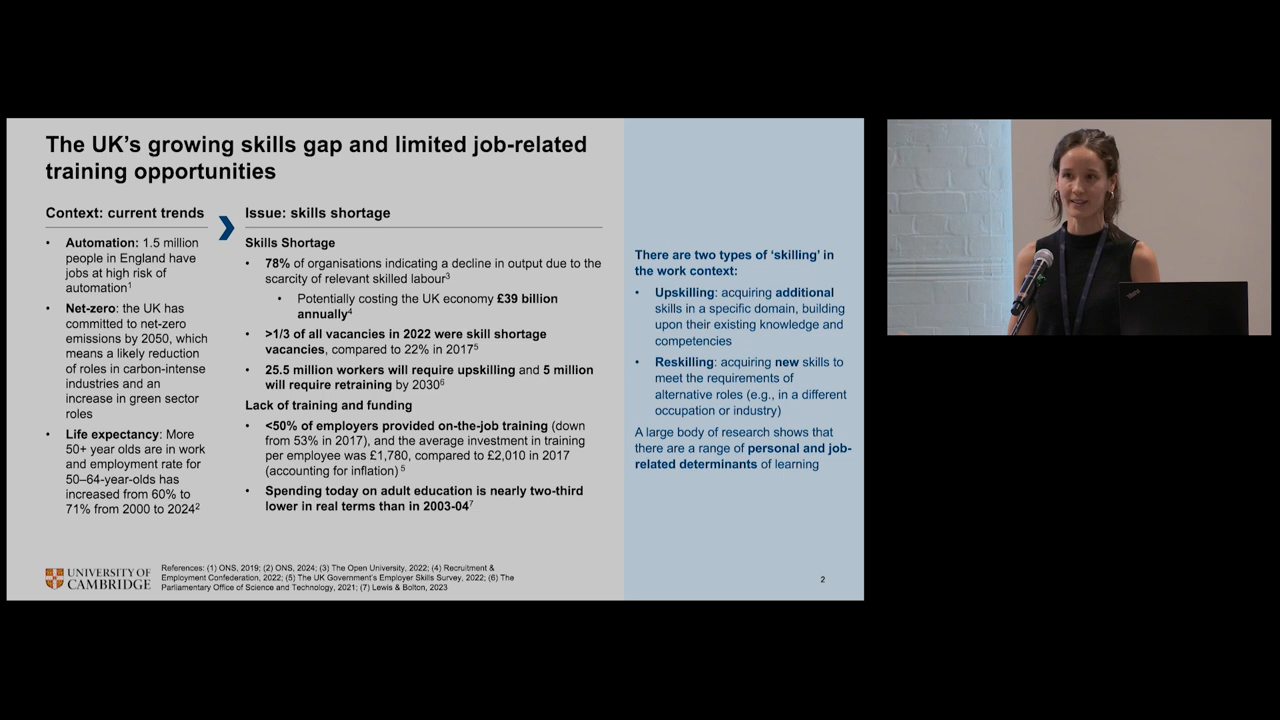 The UK's growing skills gap and limited job-related
training opportunities
Context: current trends
• Automation: 1.5 million
people in England have
jobs at high risk of
automation1
• Net-zero: the UK has
committed to net-zero
emissions by 2050, which
means a likely reduction
of roles in carbon-intense
industries and an
increase in green sector
roles
• Life expectancy: More
50+ year olds are in work
and employment rate for
50–64-year-olds has
increased from 60% to
71% from 2000 to 2024²
Issue: skills shortage
Skills Shortage
• 78% of organisations indicating a decline in output due to the
scarcity of relevant skilled labour³
• Potentially costing the UK economy £39 billion
annually⁴
• >1/3 of all vacancies in 2022 were skill shortage
vacancies, compared to 22% in 2017⁵
• 25.5 million workers will require upskilling and 5 million
will require retraining by 2030⁶
Lack of training and funding
• <50% of employers provided on-the-job training (down
from 53% in 2017), and the average investment in training
per employee was £1,780, compared to £2,010 in 2017
(accounting for inflation) ⁵
• Spending today on adult education is nearly two-third
lower in real terms than in 2003-04⁷
There are two types of 'skilling' in
the work context:
• Upskilling: acquiring additional
skills in a specific domain, building
upon their existing knowledge and
competencies
• Reskilling: acquiring new skills to
meet the requirements of
alternative roles (e.g., in a different
occupation or industry)
A large body of research shows that
there are a range of personal and job-
related determinants of learning
UNIVERSITY OF
CAMBRIDGE
References: (1) ONS, 2019; (2) ONS, 2024; (3) The Open University, 2022; (4) Recruitment &
Employment Confederation, 2022; (5) The UK Government's Employer Skills Survey, 2022; (6) The
Parliamentary Office of Science and Technology, 2021; (7) Lewis & Bolton, 2023
2